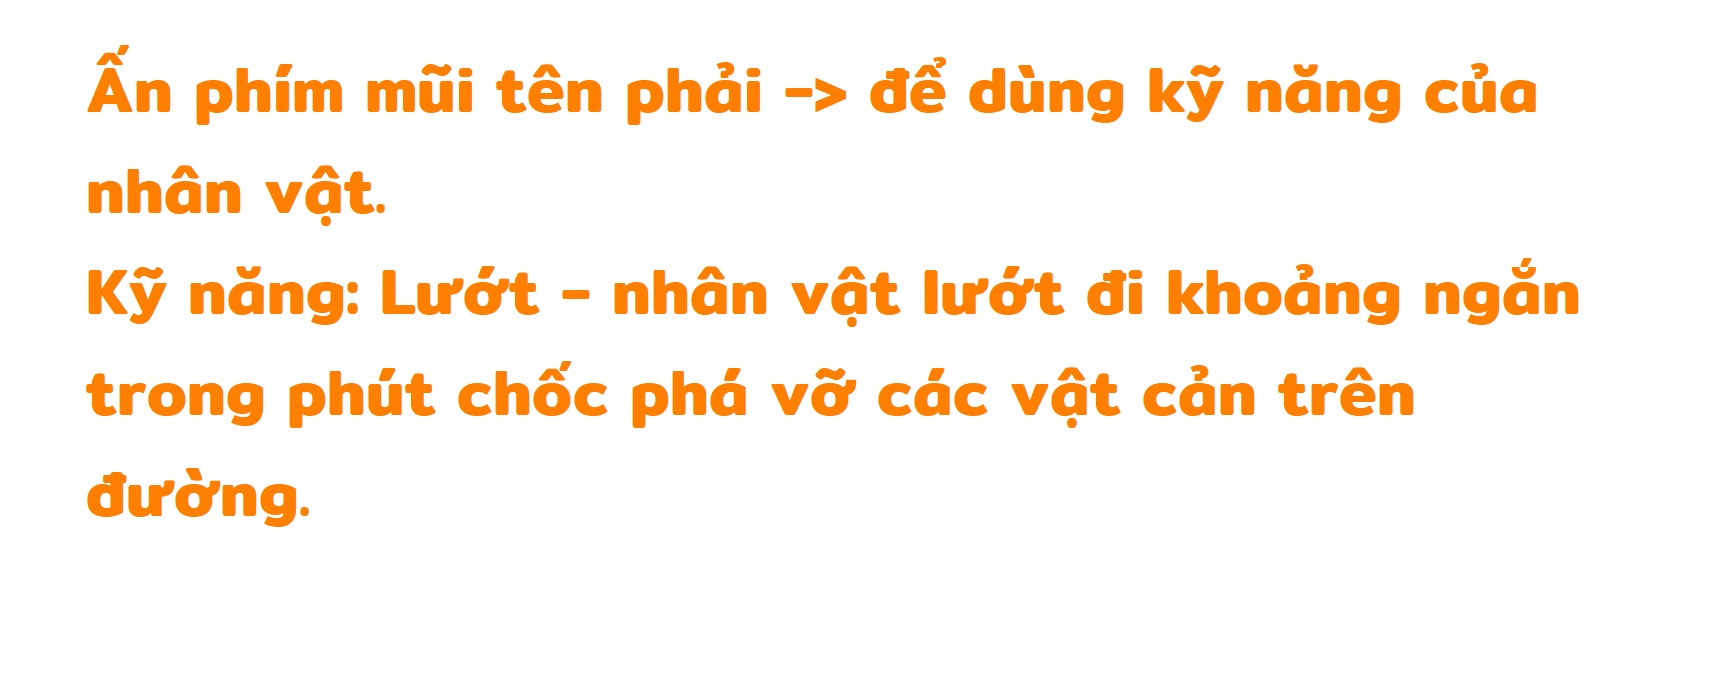 Ấn phím mũi tên phải -> để dùng kỹ năng của
nhân vật.
Kỹ năng: Lướt - nhân vật lướt đi khoảng ngắn
trong phút chốc phá vỡ các vật cản trên
đường.